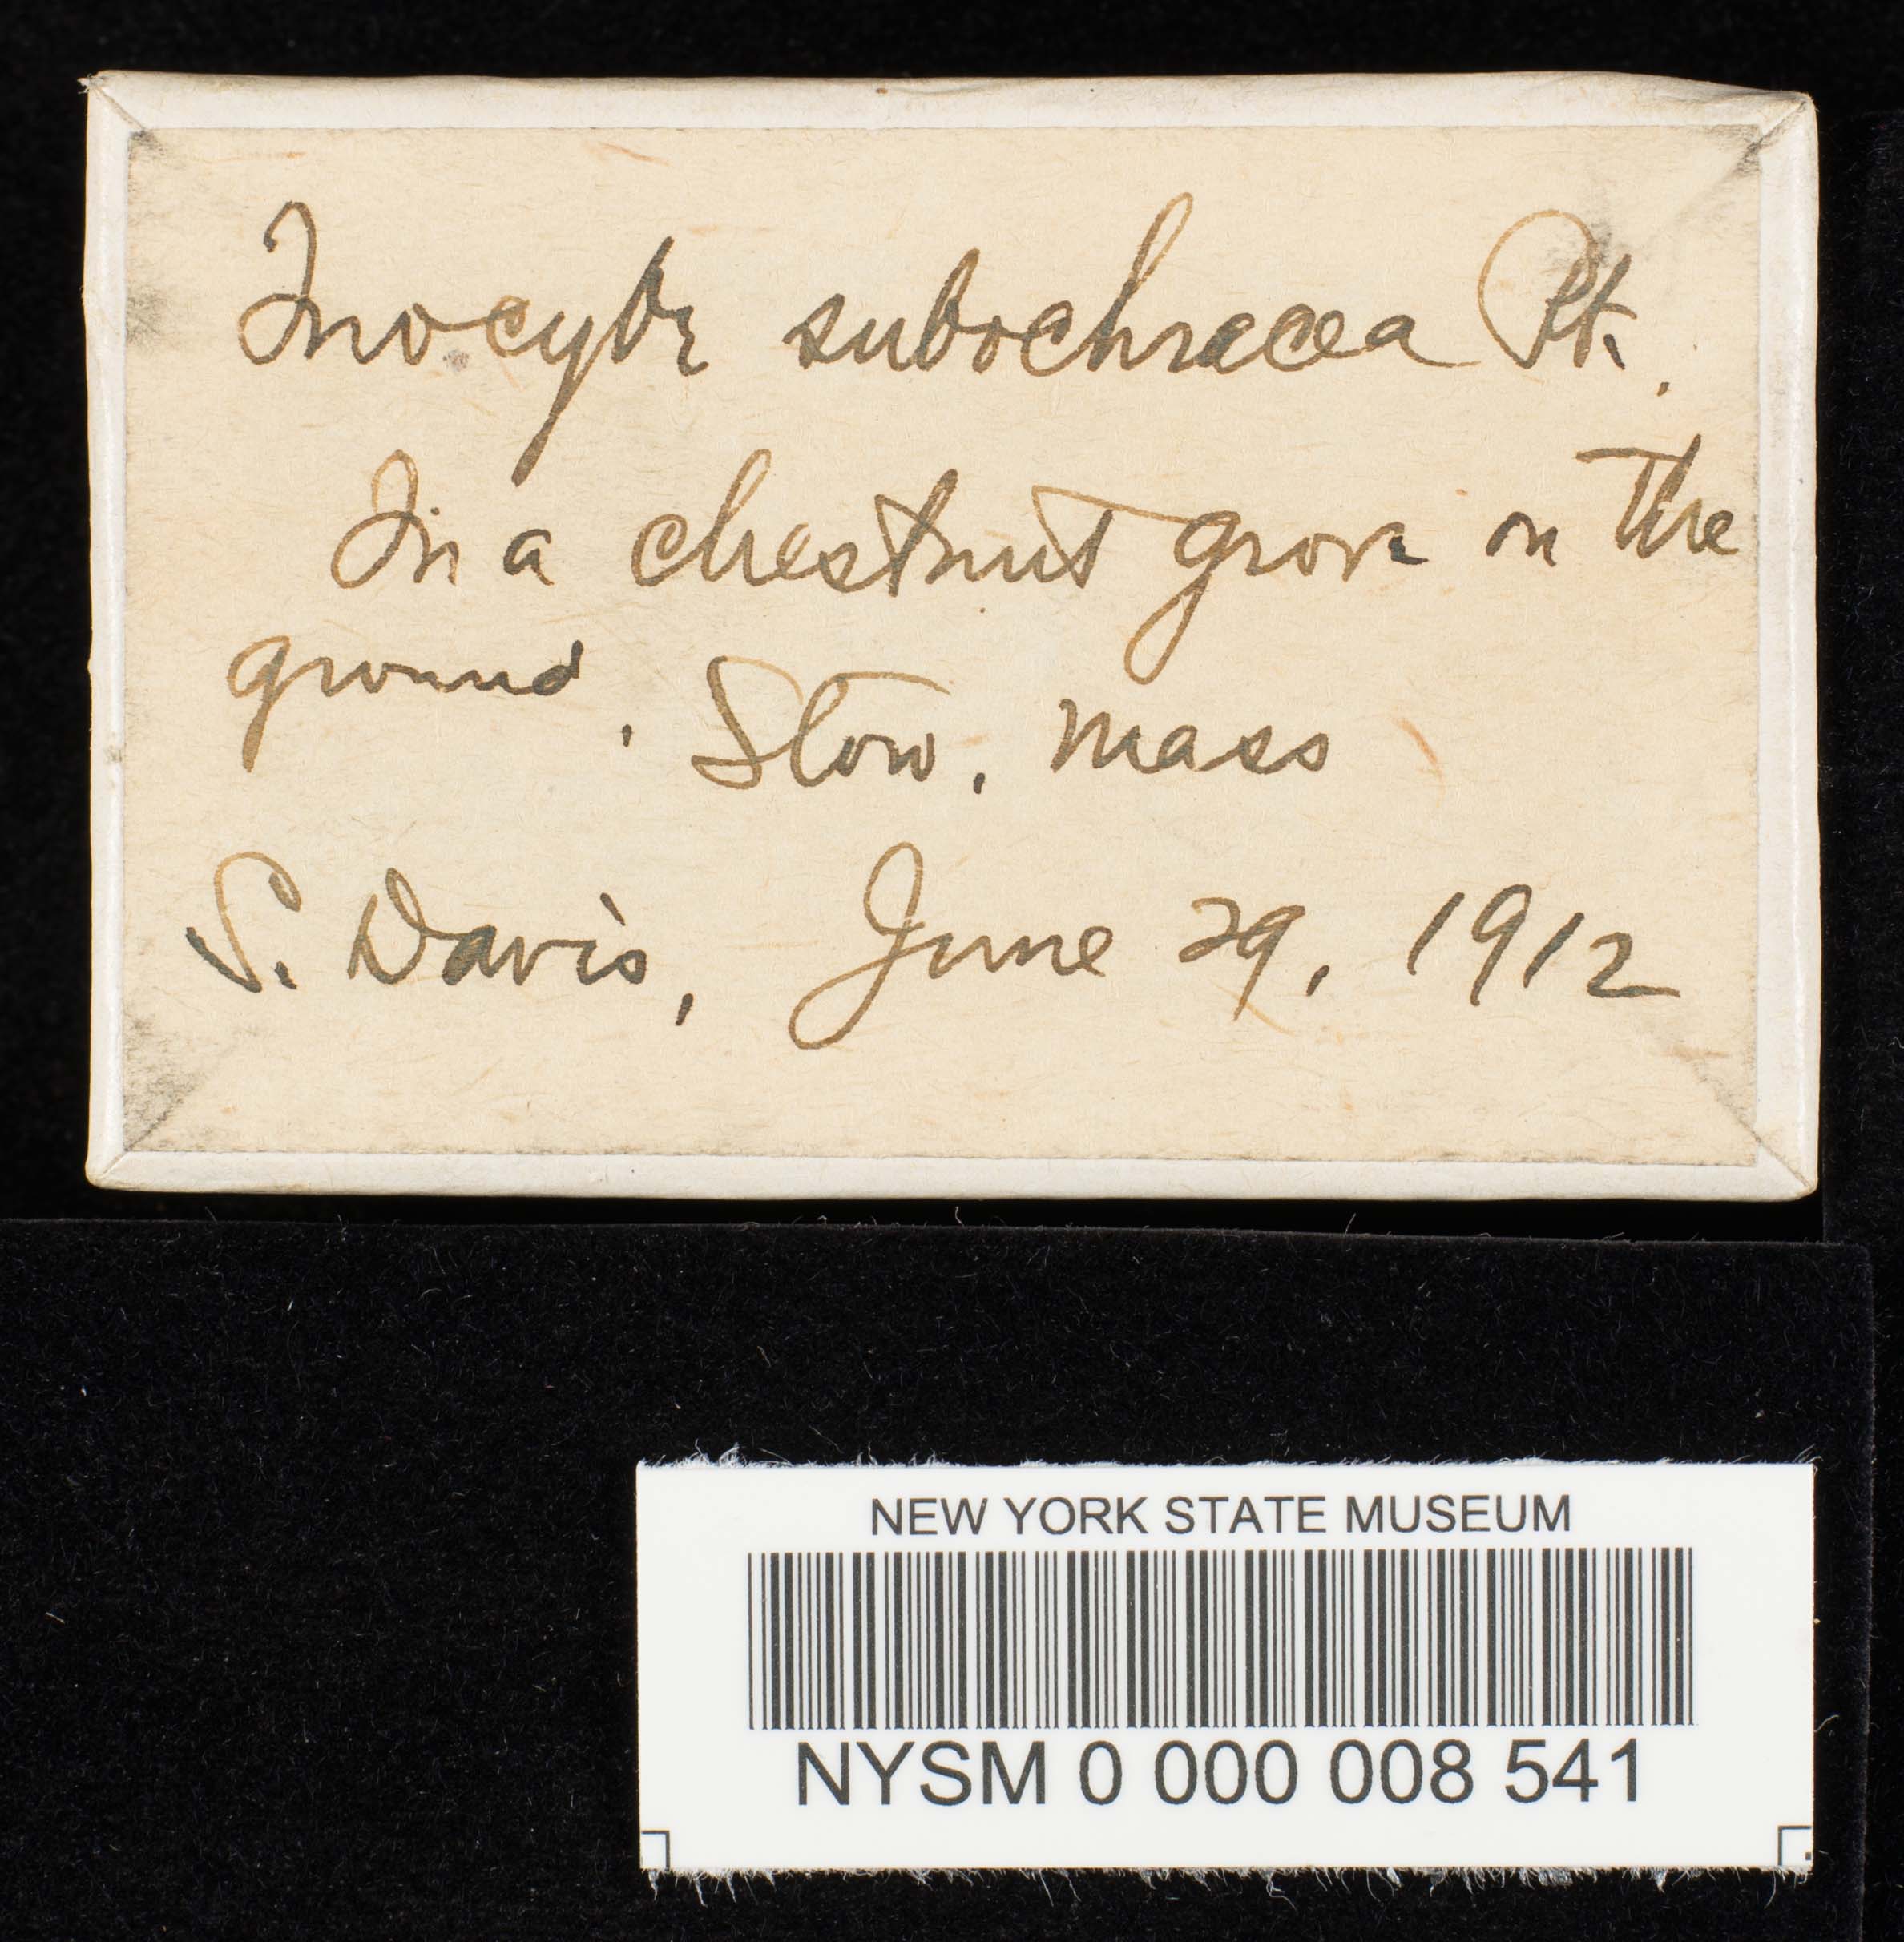 Inocybe subochracea Pk.
In a chestnut grove on the
ground. Stow, Mass
S. Davis, June 29, 1912
NEW YORK STATE MUSEUM
NYSM 0 000 008 541